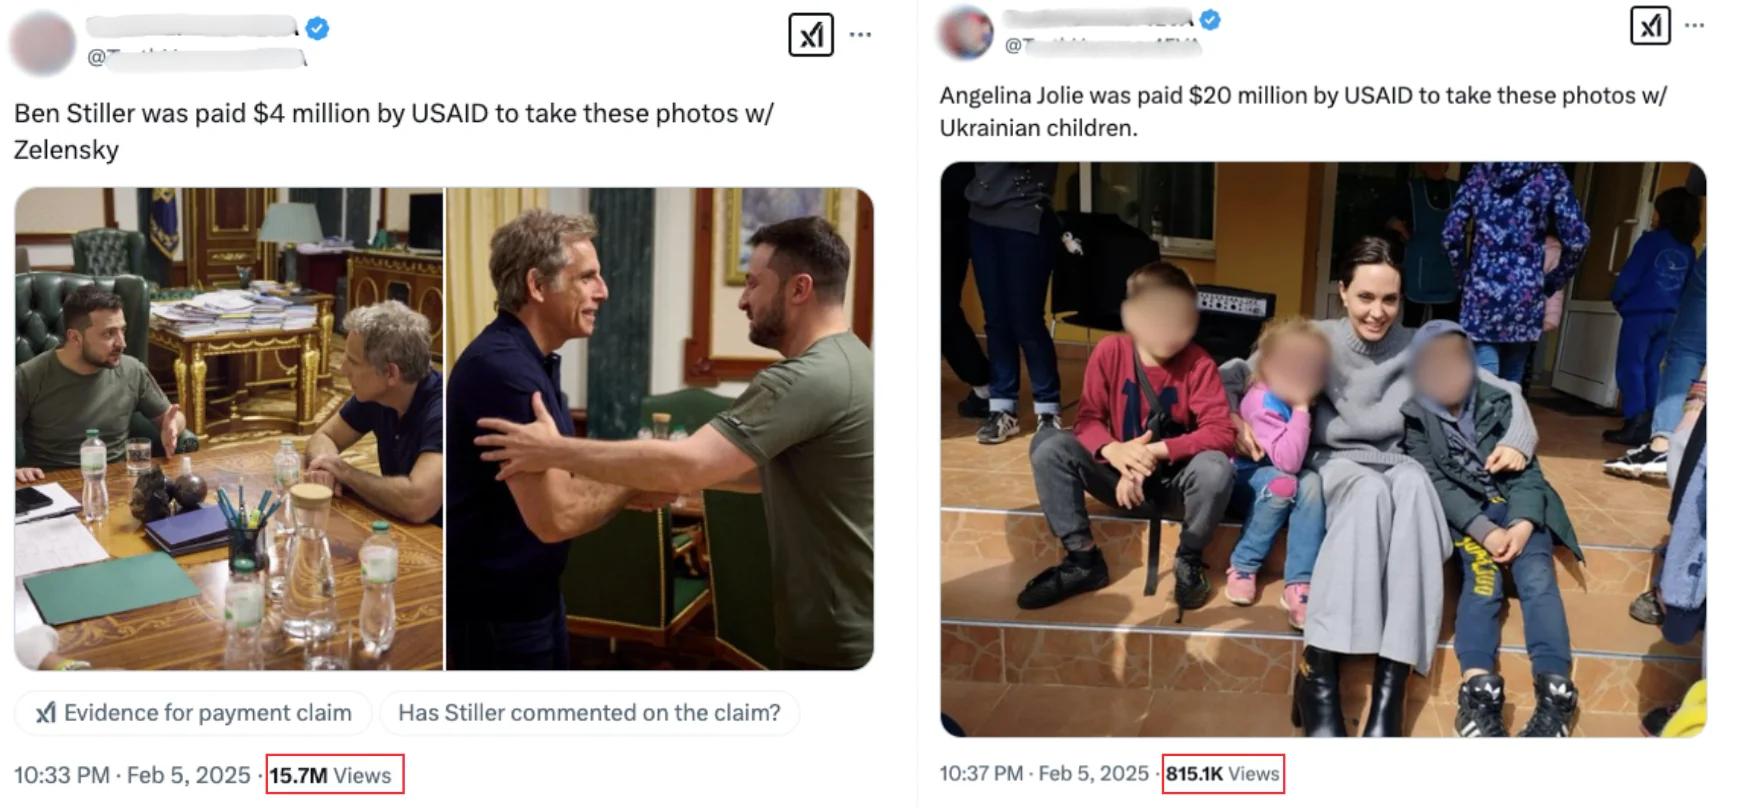 Ben Stiller was paid $4 million by USAID to take these photos w/
Zelensky
Evidence for payment claim
Has Stiller commented on the claim?
10:33 PM · Feb 5, 2025 · 15.7M Views
Angelina Jolie was paid $20 million by USAID to take these photos w/
Ukrainian children.
10:37 PM · Feb 5, 2025 · 815.1K Views